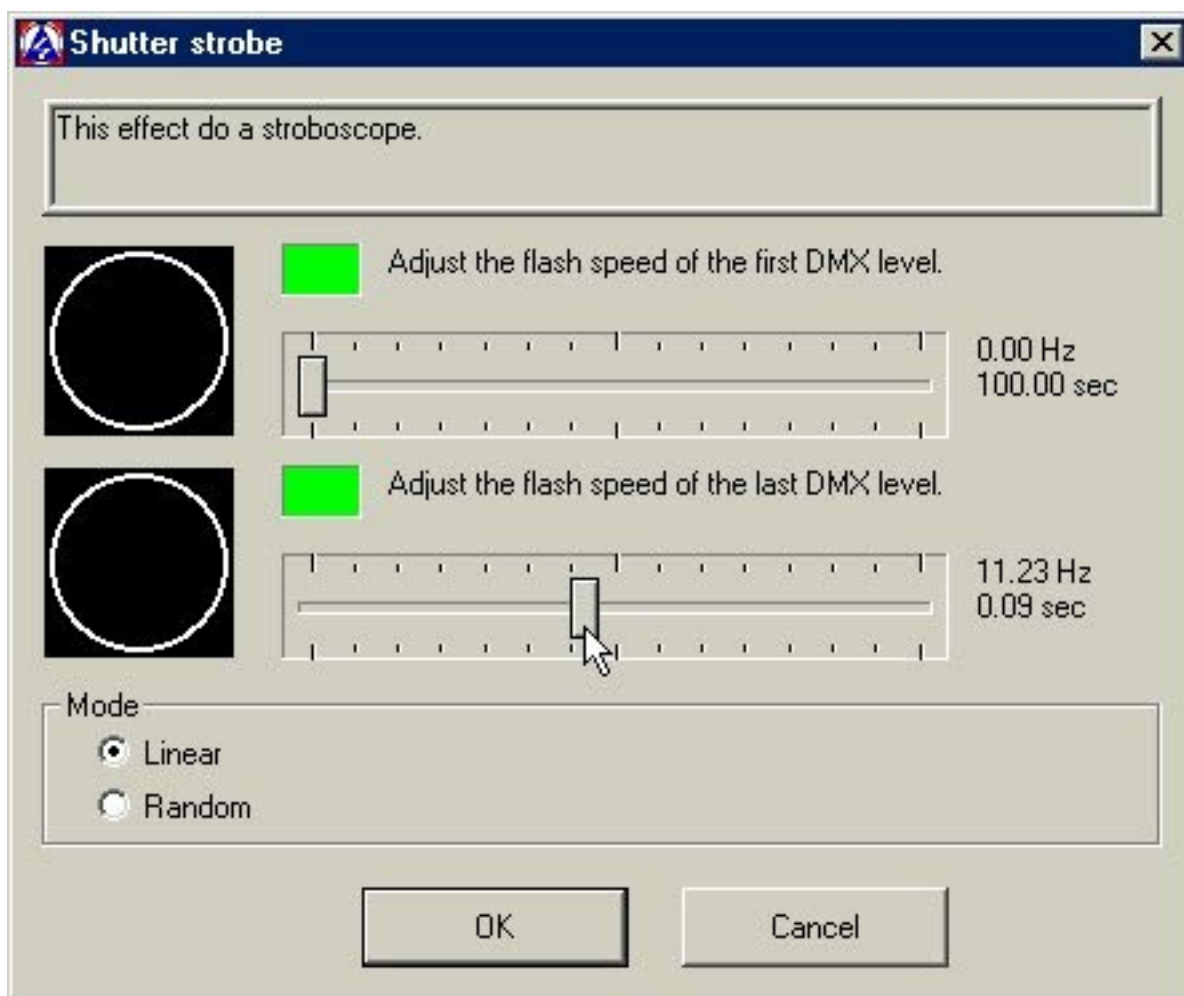 Shutter strobe
This effect do a stroboscope.
Adjust the flash speed of the first DMX level.
0.00 Hz
100.00 sec
Adjust the flash speed of the last DMX level.
11.23 Hz
0.09 sec
Mode
Linear
Random
OK
Cancel